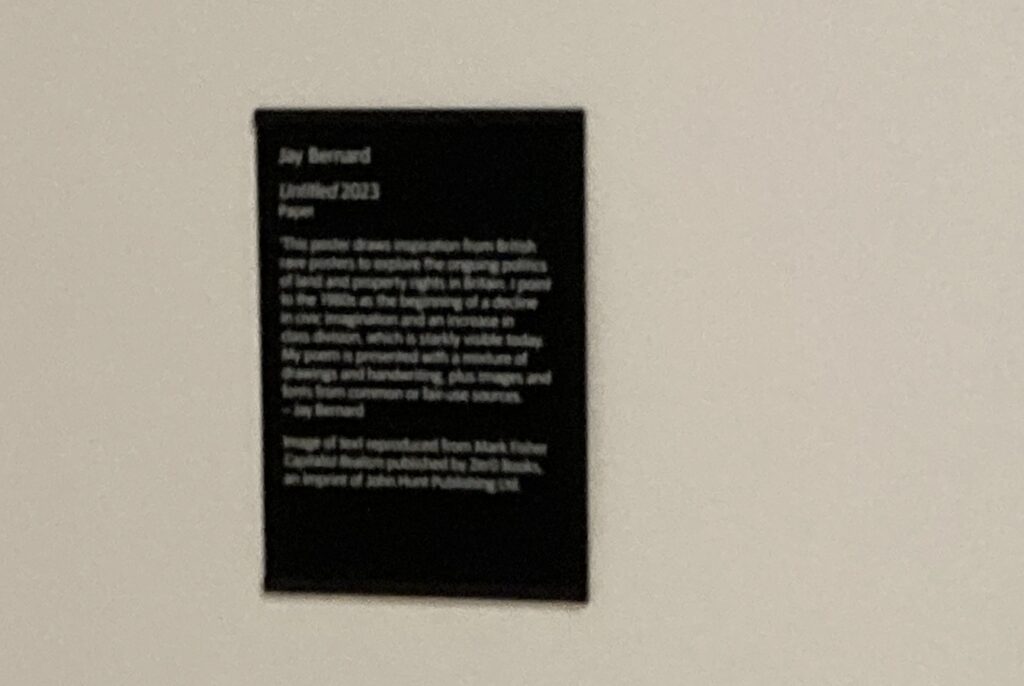 Jay Bernard
Untitled 2023
Paper
'This poster draws inspiration from British
rave posters to explore the ongoing politics
of land and property rights in Britain. I point
to the 1980s as the beginning of a decline
in civic imagination and an increase in
class division, which is starkly visible today.
My poem is presented with a mixture of
drawings and handwriting, plus images and
fonts from common or fair-use sources.
– Jay Bernard
Image of text reproduced from Mark Fisher
Capitalist Realism published by Zer0 Books,
an imprint of John Hunt Publishing Ltd.